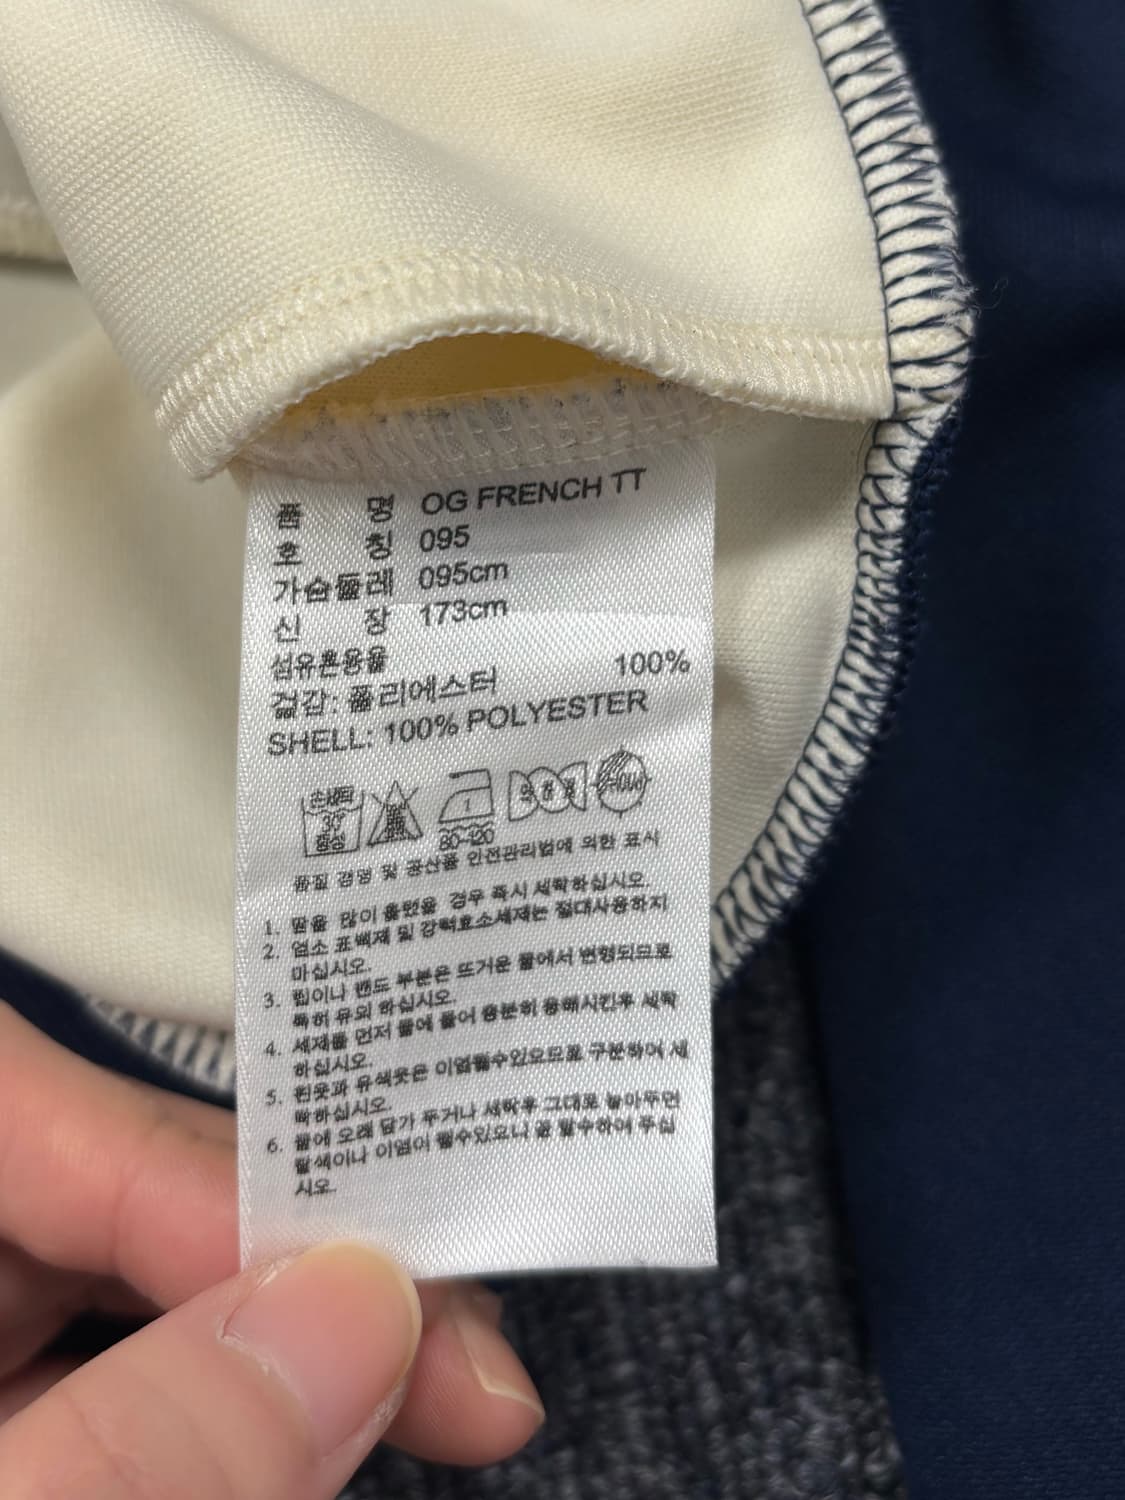 품 명 OG FRENCH TT
호 칭 095
가슴둘레 095cm
신 장 173cm
섬유혼용율
겉감: 폴리에스터 100%
SHELL: 100% POLYESTER
손세탁
30°
중성
1
80~120
품질 경영 및 공산품 안전관리법에 의한 표시
1. 땀을 많이 흘렸을 경우 즉시 세탁하십시오.
2. 염소 표백제 및 강력효소세제는 절대사용하지
마십시오.
3. 립이나 밴드 부분은 뜨거운 물에서 변형되므로
특허 유의 하십시오.
4. 세제를 먼저 물에 풀어 충분히 용해시킨후 세탁
하십시오.
5. 흰옷과 유색옷은 이염될수있으므로 구분하여 세
탁하십시오.
6. 물에 오래 담가 두거나 세탁후 그대로 놓아두면
탈색이나 이염이 될수있으니 곧 탈수하여 주십
시오.